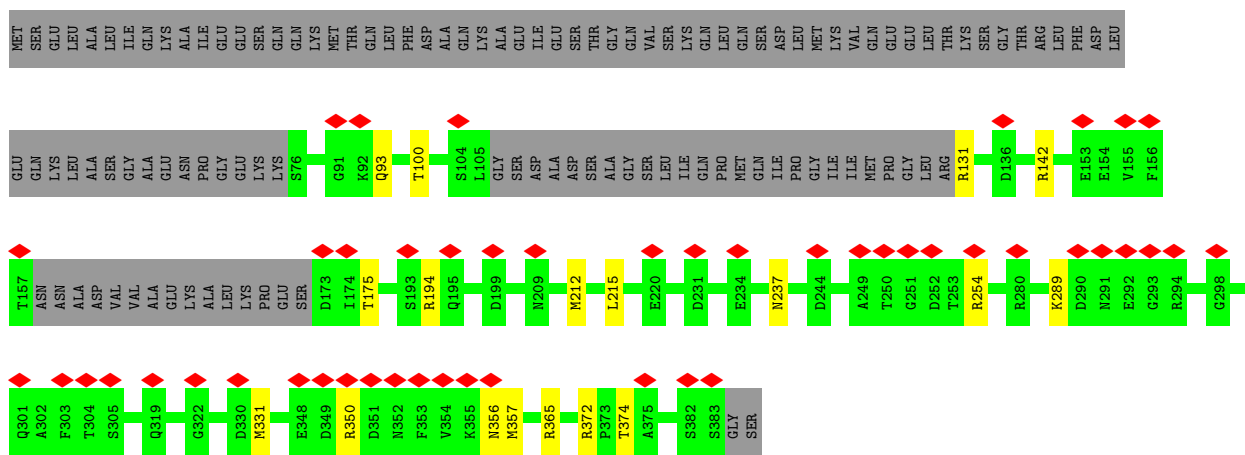 MET SER GLU LEU ALA LEU ILE GLN LYS ALA ILE GLU GLU SER GLN GLN LYS MET THR GLN LEU PHE ASP ALA GLN LYS ALA GLU ILE GLU SER THR GLY GLN VAL SER LYS GLN LEU GLN SER ASP LEU MET LYS VAL GLN GLU GLU LEU THR LYS SER GLY THR ARG LEU PHE ASP LEU
GLU GLN LYS LEU ALA SER GLY ALA GLU ASN PRO GLY GLU LYS LYS S76 G91 K92 Q93 T100 S104 L105 GLY SER ASP ALA ASP SER ALA GLY SER LEU ILE GLN PRO MET GLN ILE PRO GLY ILE ILE MET PRO GLY LEU ARG R131 D136 R142 E153 E154 V155 F156
T157 ASN ASN ALA ASP VAL VAL ALA GLU LYS ALA LEU LYS PRO GLU SER D173 I174 T175 S193 R194 Q195 D199 N209 M212 L215 E220 D231 E234 N237 D244 A249 T250 G251 D252 T253 R254 R280 K289 D290 N291 E292 G293 R294 G298
Q301 A302 F303 T304 S305 Q319 G322 D330 M331 E348 D349 R350 D351 N352 F353 V354 K355 N356 M357 R365 R372 P373 T374 A375 S382 S383 GLY SER